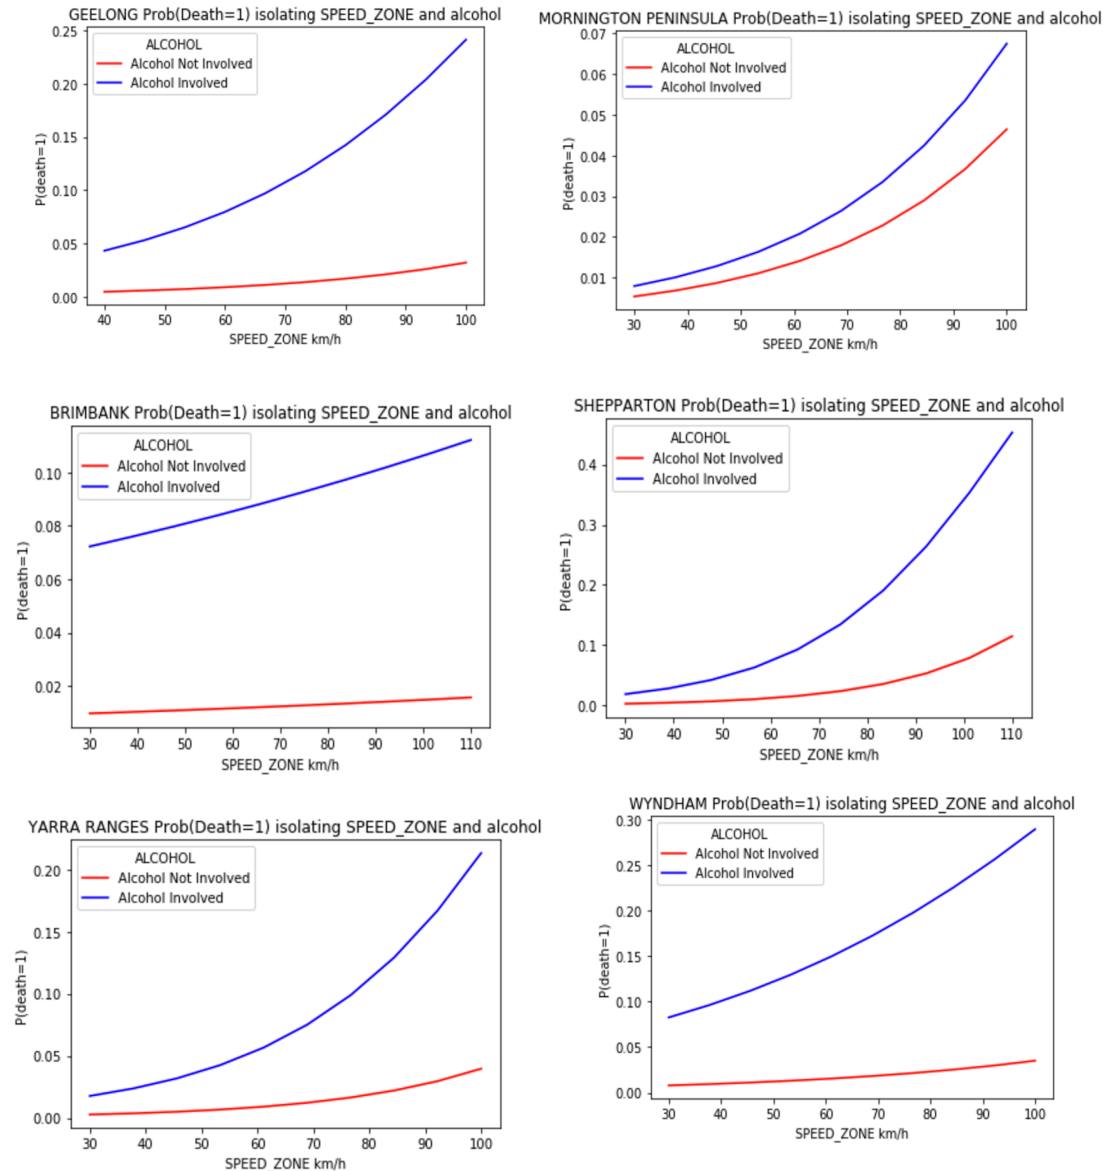 GEELONG Prob(Death=1) isolating SPEED_ZONE and alcohol
0.25
0.20
0.15
0.10
0.05
0.00
P(death=1)
ALCOHOL
Alcohol Not Involved
Alcohol Involved
40 50 60 70 80 90 100
SPEED_ZONE km/h
MORNINGTON PENINSULA Prob(Death=1) isolating SPEED_ZONE and alcohol
0.07
0.06
0.05
0.04
0.03
0.02
0.01
P(death=1)
ALCOHOL
Alcohol Not Involved
Alcohol Involved
30 40 50 60 70 80 90 100
SPEED_ZONE km/h
BRIMBANK Prob(Death=1) isolating SPEED_ZONE and alcohol
0.10
0.08
0.06
0.04
0.02
P(death=1)
ALCOHOL
Alcohol Not Involved
Alcohol Involved
30 40 50 60 70 80 90 100 110
SPEED_ZONE km/h
SHEPPARTON Prob(Death=1) isolating SPEED_ZONE and alcohol
0.4
0.3
0.2
0.1
0.0
P(death=1)
ALCOHOL
Alcohol Not Involved
Alcohol Involved
30 40 50 60 70 80 90 100 110
SPEED_ZONE km/h
YARRA RANGES Prob(Death=1) isolating SPEED_ZONE and alcohol
0.20
0.15
0.10
0.05
0.00
P(death=1)
ALCOHOL
Alcohol Not Involved
Alcohol Involved
30 40 50 60 70 80 90 100
SPEED_ZONE km/h
WYNDHAM Prob(Death=1) isolating SPEED_ZONE and alcohol
0.30
0.25
0.20
0.15
0.10
0.05
0.00
P(death=1)
ALCOHOL
Alcohol Not Involved
Alcohol Involved
30 40 50 60 70 80 90 100
SPEED_ZONE km/h